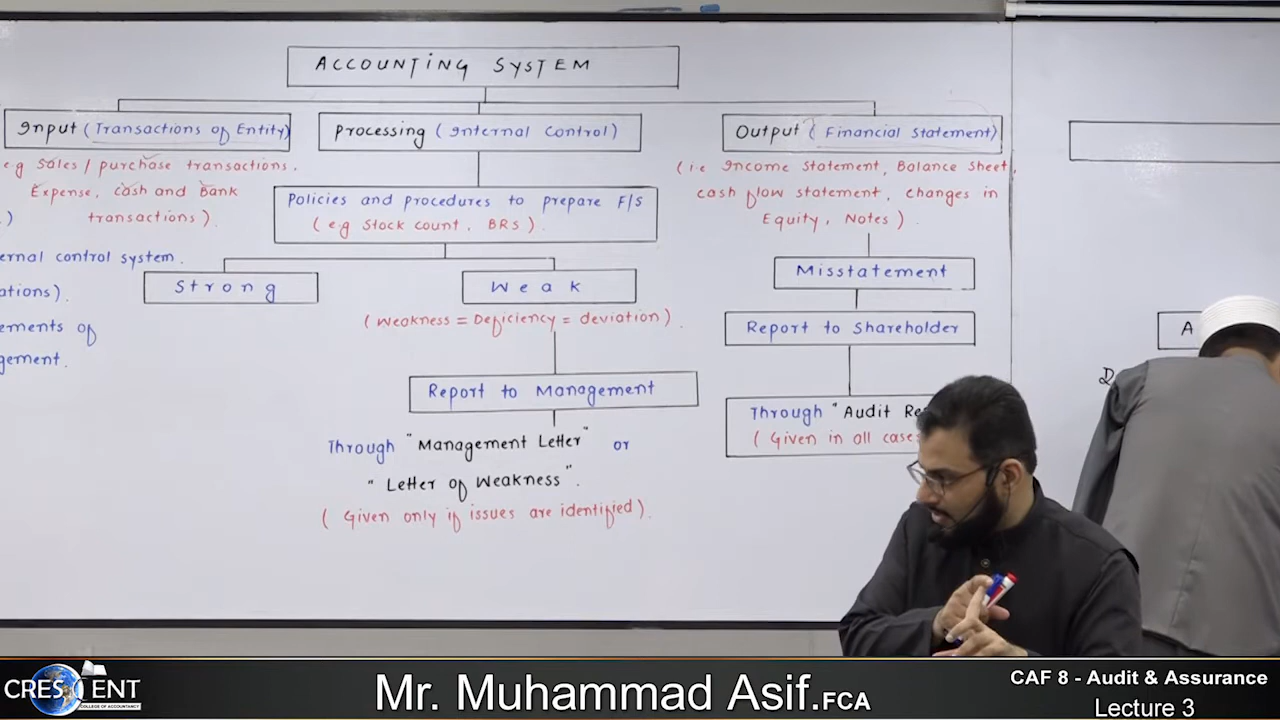 ACCOUNTING SYSTEM
Input (Transactions of Entity)
e.g Sales / purchase transactions.
Expense, cash and Bank
transactions).
ernal control system.
ations).
ements of
gement.
Processing (Internal Control)
Policies and procedures to prepare F/S
(e.g Stock count, BRS).
Strong
Weak
(Weakness = Deficiency = deviation).
Report to Management
Through "Management Letter" or
"Letter of Weakness".
(Given only if issues are identified).
Output (Financial Statement)
(i.e Income Statement, Balance Sheet,
cash flow statement, Changes in
Equity, Notes).
Misstatement
Report to Shareholder
Through "Audit Re
(Given in all case
A
D
CRESCENT
COLLEGE OF ACCOUNTANCY
Mr. Muhammad Asif.FCA
CAF 8 - Audit & Assurance
Lecture 3